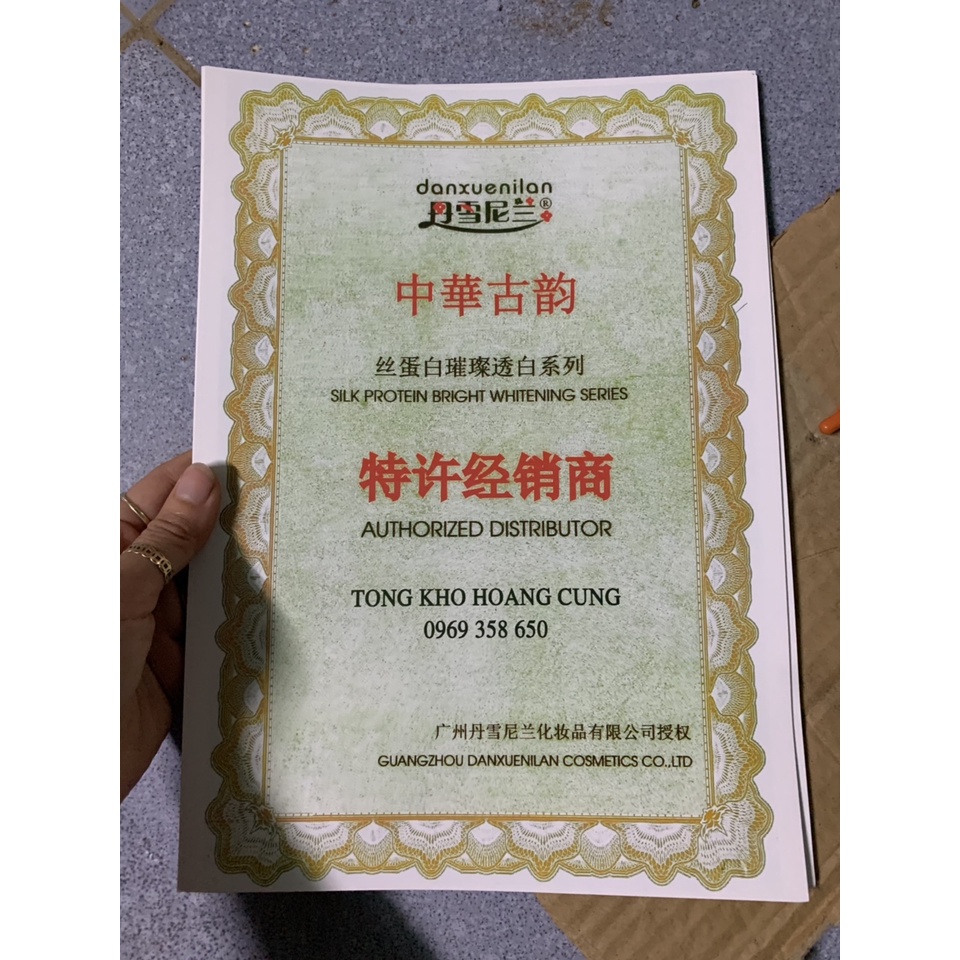 danxuenilan
丹雪尼兰®
中華古韵
丝蛋白璀璨透白系列
SILK PROTEIN BRIGHT WHITENING SERIES
特许经销商
AUTHORIZED DISTRIBUTOR
TONG KHO HOANG CUNG
0969 358 650
广州丹雪尼兰化妆品有限公司授权
GUANGZHOU DANXUENILAN COSMETICS CO.,LTD